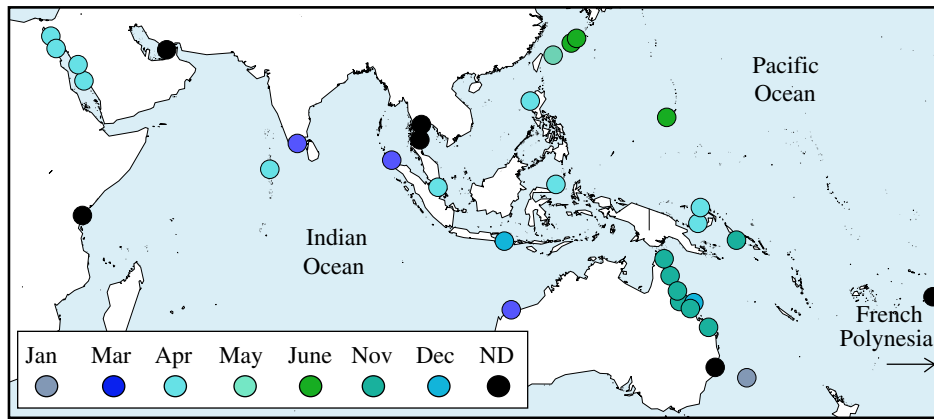 Pacific
Ocean
Indian
Ocean
French
Polynesia
Jan Mar Apr May June Nov Dec ND